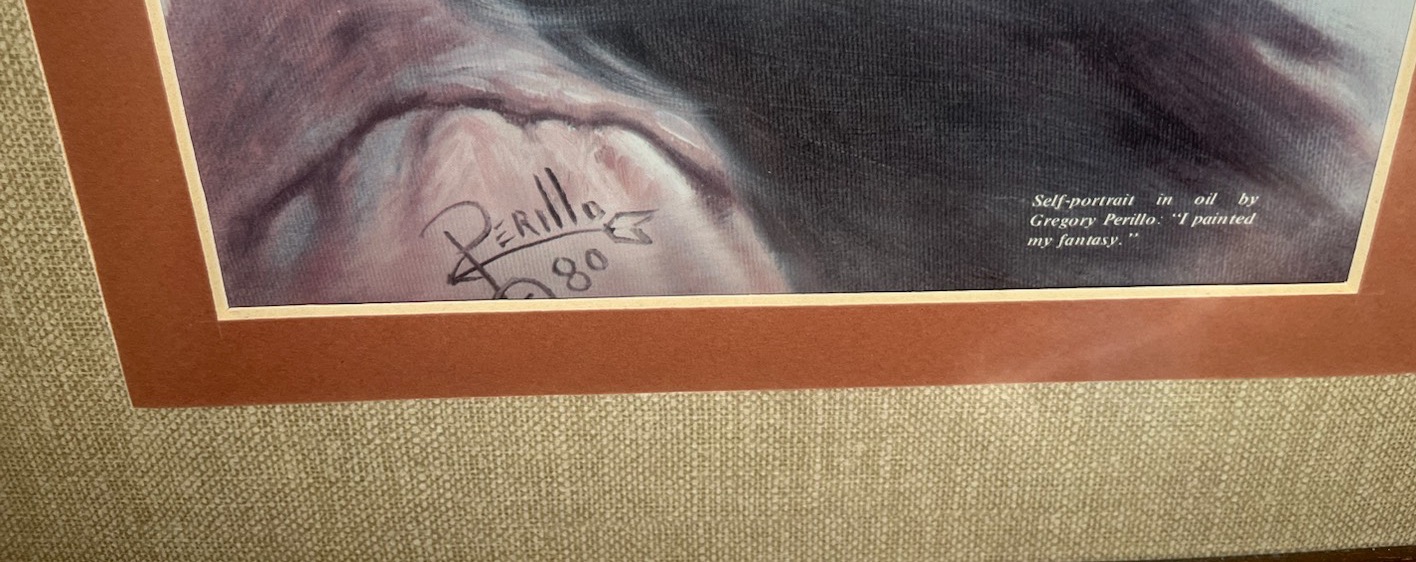 PERillo
80
Self-portrait in oil by
Gregory Perillo: "I painted
my fantasy."